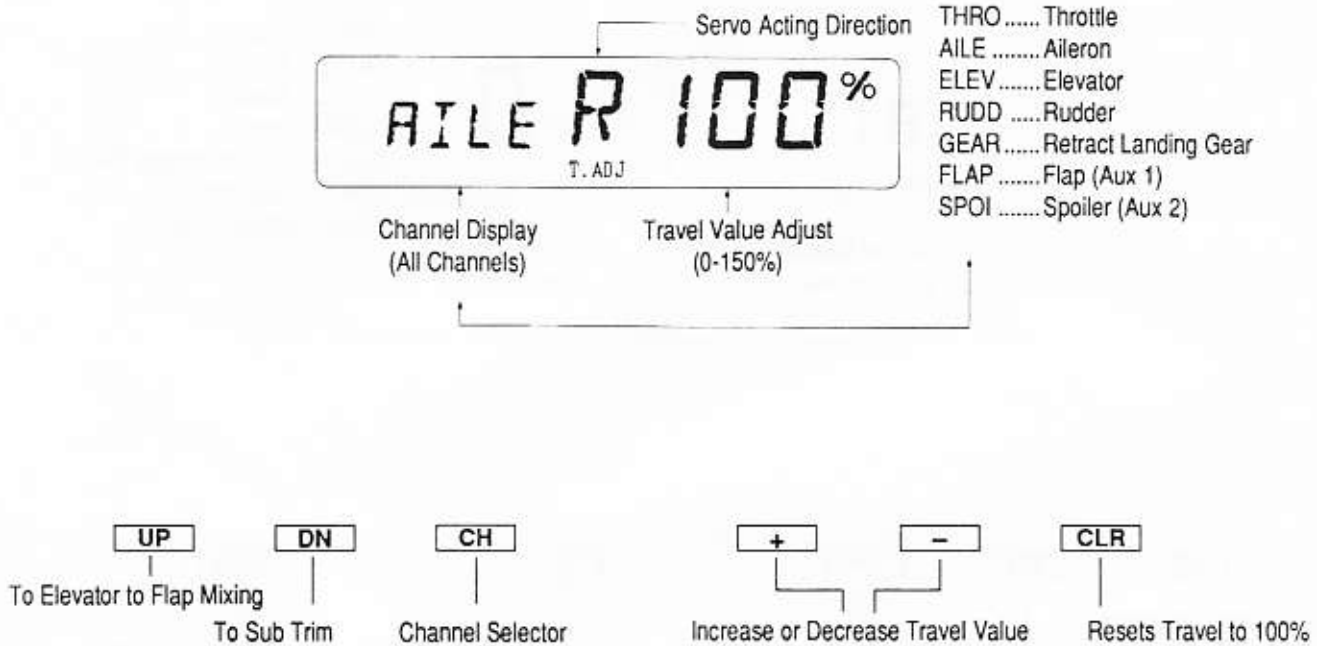 Servo Acting Direction
THRO ...... Throttle
AILE ........ Aileron
ELEV ....... Elevator
RUDD ..... Rudder
GEAR ...... Retract Landing Gear
FLAP ....... Flap (Aux 1)
SPOI ....... Spoiler (Aux 2)
AILE R 100%
T.ADJ
Channel Display
(All Channels)
Travel Value Adjust
(0-150%)
UP
DN
CH
+
–
CLR
To Elevator to Flap Mixing
To Sub Trim
Channel Selector
Increase or Decrease Travel Value
Resets Travel to 100%